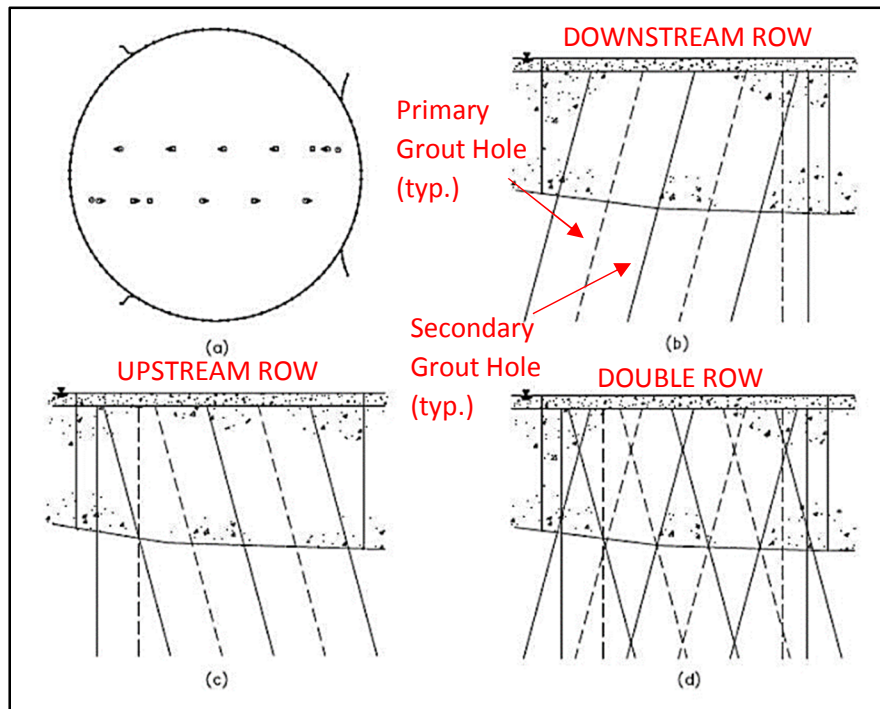 DOWNSTREAM ROW
Primary
Grout Hole
(typ.)
(a)
(b)
Secondary
Grout Hole
(typ.)
UPSTREAM ROW
DOUBLE ROW
(c)
(d)